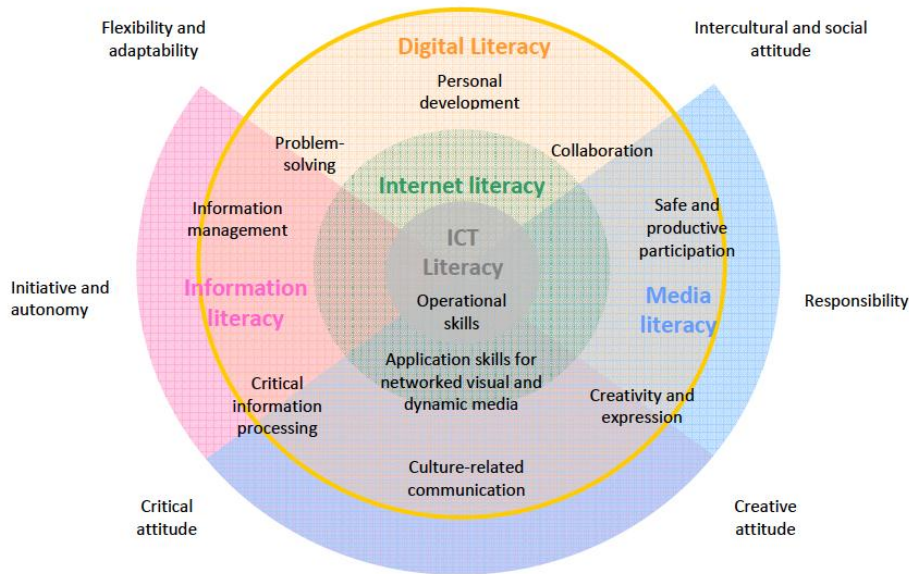 Flexibility and
adaptability
Intercultural and social
attitude
Digital Literacy
Personal
development
Problem-
solving
Collaboration
Internet literacy
Information
management
Safe and
productive
participation
ICT
Literacy
Initiative and
autonomy
Information
literacy
Operational
skills
Media
literacy
Responsibility
Application skills for
networked visual and
dynamic media
Critical
information
processing
Creativity and
expression
Culture-related
communication
Critical
attitude
Creative
attitude